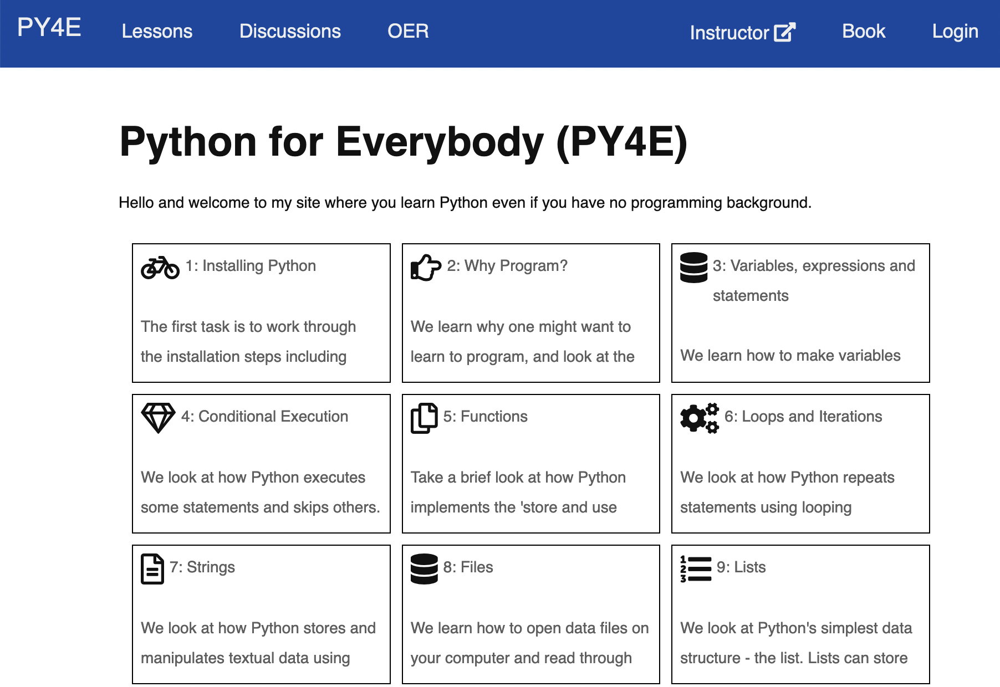 PY4E Lessons Discussions OER Instructor Book Login
Python for Everybody (PY4E)
Hello and welcome to my site where you learn Python even if you have no programming background.
1: Installing Python
The first task is to work through
the installation steps including
2: Why Program?
We learn why one might want to
learn to program, and look at the
3: Variables, expressions and
statements
We learn how to make variables
4: Conditional Execution
We look at how Python executes
some statements and skips others.
5: Functions
Take a brief look at how Python
implements the 'store and use
6: Loops and Iterations
We look at how Python repeats
statements using looping
7: Strings
We look at how Python stores and
manipulates textual data using
8: Files
We learn how to open data files on
your computer and read through
1
2
3
9: Lists
We look at Python's simplest data
structure - the list. Lists can store